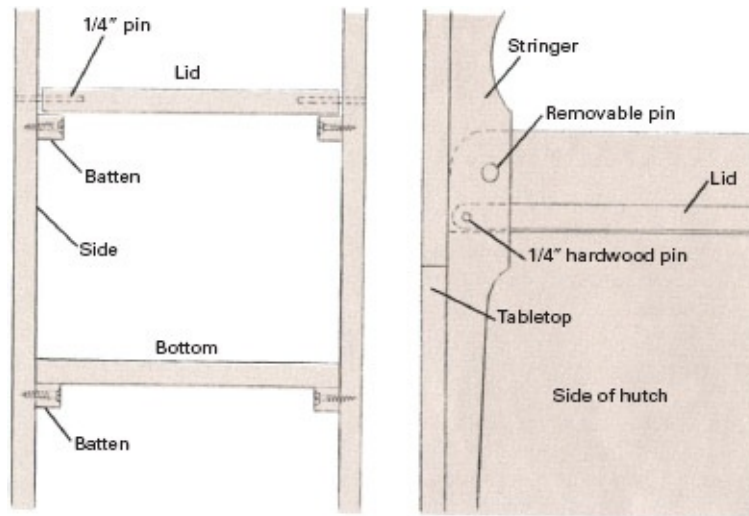 1/4″ pin
Lid
Batten
Side
Bottom
Batten
Stringer
Removable pin
Lid
1/4″ hardwood pin
Tabletop
Side of hutch